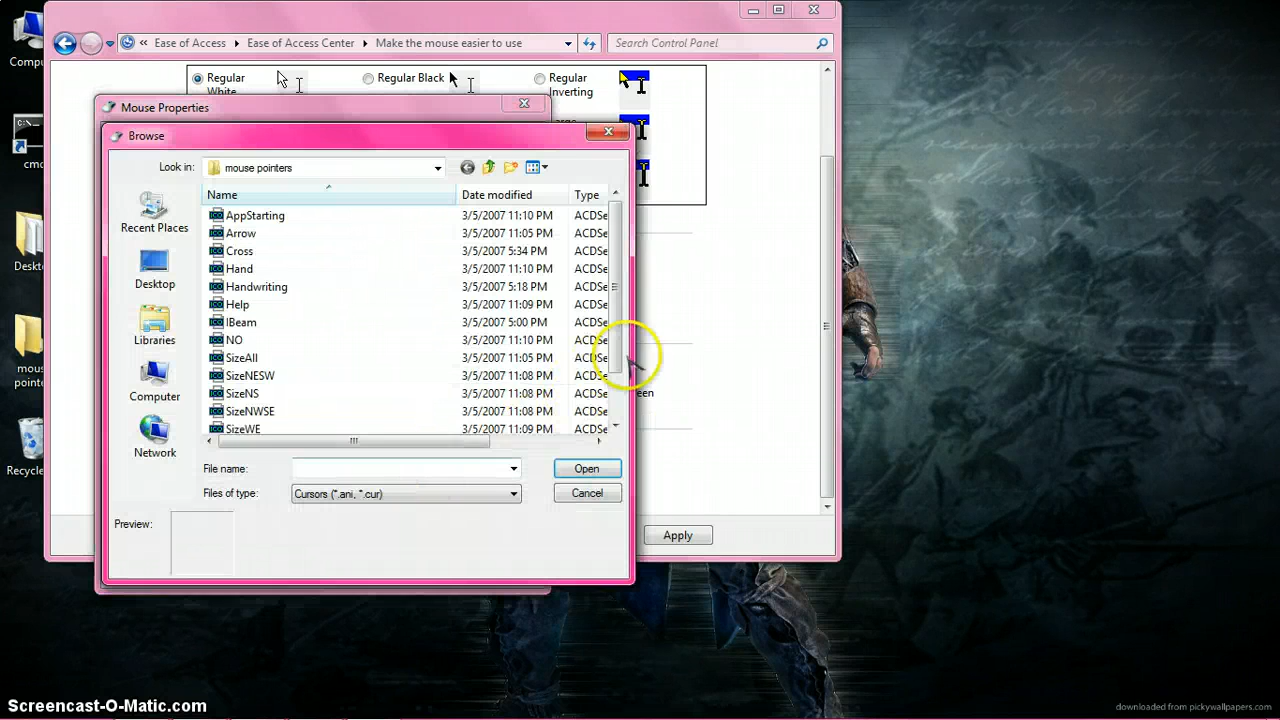 Compu
cmd
Deskto
mous
pointe
Recycle
Ease of Access
Ease of Access Center
Make the mouse easier to use
Search Control Panel
Regular
White
Regular Black
Regular
Inverting
Mouse Properties
Browse
Look in:
mouse pointers
Name
Date modified
Type
AppStarting 3/5/2007 11:10 PM ACDSe
Arrow 3/5/2007 11:05 PM ACDSe
Cross 3/5/2007 5:34 PM ACDSe
Hand 3/5/2007 11:10 PM ACDSe
Handwriting 3/5/2007 5:18 PM ACDSe
Help 3/5/2007 11:09 PM ACDSe
IBeam 3/5/2007 5:00 PM ACDSe
NO 3/5/2007 11:10 PM ACDSe
SizeAll 3/5/2007 11:05 PM ACDSe
SizeNESW 3/5/2007 11:08 PM ACDSe
SizeNS 3/5/2007 11:08 PM ACDSe
SizeNWSE 3/5/2007 11:08 PM ACDSe
SizeWE 3/5/2007 11:09 PM ACDSe
Recent Places
Desktop
Libraries
Computer
Network
File name:
Open
Files of type:
Cursors (*.ani, *.cur)
Cancel
Preview:
een
Apply
Screencast-O-Matic.com
downloaded from pickywallpapers.com